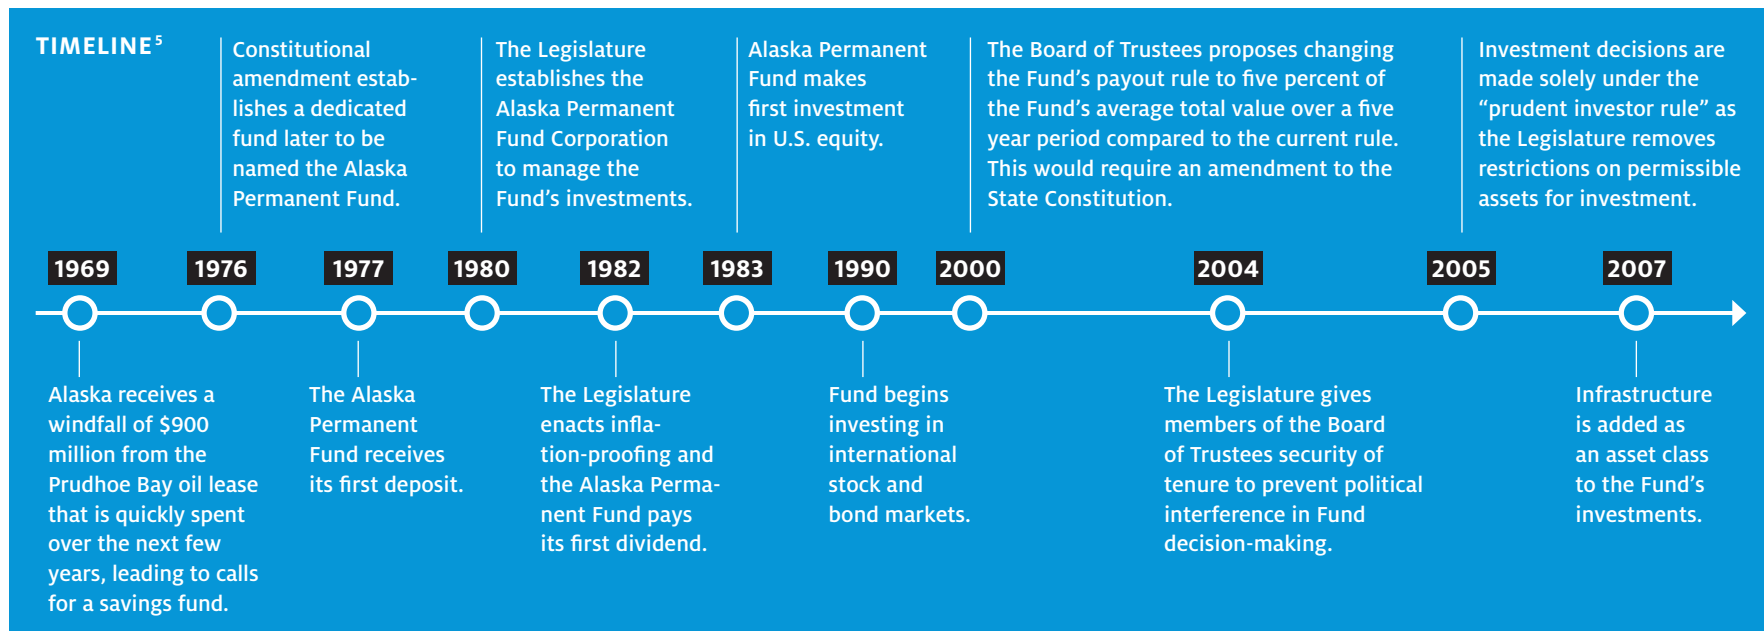 TIMELINE⁵
Constitutional
amendment estab-
lishes a dedicated
fund later to be
named the Alaska
Permanent Fund.
The Legislature
establishes the
Alaska Permanent
Fund Corporation
to manage the
Fund’s investments.
Alaska Permanent
Fund makes
first investment
in U.S. equity.
The Board of Trustees proposes changing
the Fund’s payout rule to five percent of
the Fund’s average total value over a five
year period compared to the current rule.
This would require an amendment to the
State Constitution.
Investment decisions are
made solely under the
“prudent investor rule” as
the Legislature removes
restrictions on permissible
assets for investment.
1969
1976
1977
1980
1982
1983
1990
2000
2004
2005
2007
Alaska receives a
windfall of $900
million from the
Prudhoe Bay oil lease
that is quickly spent
over the next few
years, leading to calls
for a savings fund.
The Alaska
Permanent
Fund receives
its first deposit.
The Legislature
enacts infla-
tion-proofing and
the Alaska Perma-
nent Fund pays
its first dividend.
Fund begins
investing in
international
stock and
bond markets.
The Legislature gives
members of the Board
of Trustees security of
tenure to prevent political
interference in Fund
decision-making.
Infrastructure
is added as
an asset class
to the Fund’s
investments.